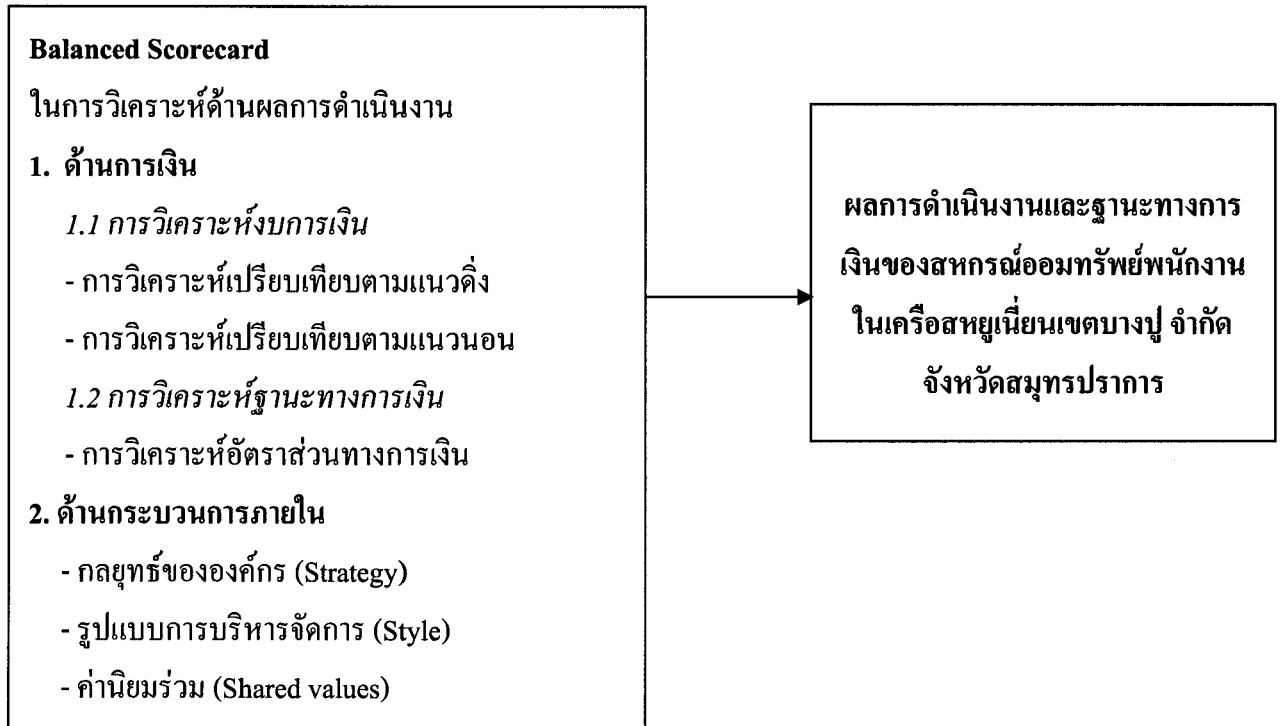 Balanced Scorecard
ในการวิเคราะห์ด้านผลการดำเนินงาน
1. ด้านการเงิน
1.1 การวิเคราะห์งบการเงิน
- การวิเคราะห์เปรียบเทียบตามแนวดิ่ง
- การวิเคราะห์เปรียบเทียบตามแนวนอน
1.2 การวิเคราะห์ฐานะทางการเงิน
- การวิเคราะห์อัตราส่วนทางการเงิน
2. ด้านกระบวนการภายใน
- กลยุทธ์ขององค์กร (Strategy)
- รูปแบบการบริหารจัดการ (Style)
- ค่านิยมร่วม (Shared values)
ผลการดำเนินงานและฐานะทางการ
เงินของสหกรณ์ออมทรัพย์พนักงาน
ในเครือสหยูเนี่ยนเขตบางปู จำกัด
จังหวัดสมุทรปราการ